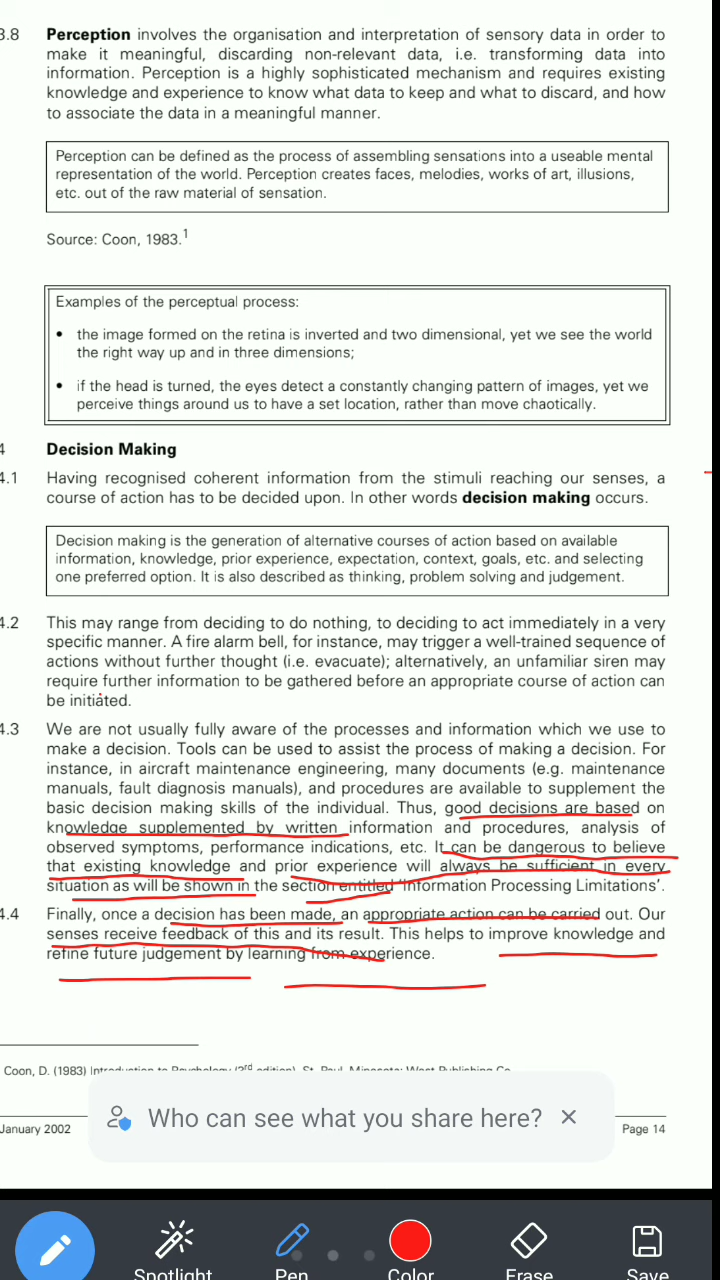 3.8 Perception involves the organisation and interpretation of sensory data in order to
make it meaningful, discarding non-relevant data, i.e. transforming data into
information. Perception is a highly sophisticated mechanism and requires existing
knowledge and experience to know what data to keep and what to discard, and how
to associate the data in a meaningful manner.
Perception can be defined as the process of assembling sensations into a useable mental
representation of the world. Perception creates faces, melodies, works of art, illusions,
etc. out of the raw material of sensation.
Source: Coon, 1983.1
Examples of the perceptual process:
• the image formed on the retina is inverted and two dimensional, yet we see the world
the right way up and in three dimensions;
• if the head is turned, the eyes detect a constantly changing pattern of images, yet we
perceive things around us to have a set location, rather than move chaotically.
4 Decision Making
4.1 Having recognised coherent information from the stimuli reaching our senses, a
course of action has to be decided upon. In other words decision making occurs.
Decision making is the generation of alternative courses of action based on available
information, knowledge, prior experience, expectation, context, goals, etc. and selecting
one preferred option. It is also described as thinking, problem solving and judgement.
4.2 This may range from deciding to do nothing, to deciding to act immediately in a very
specific manner. A fire alarm bell, for instance, may trigger a well-trained sequence of
actions without further thought (i.e. evacuate); alternatively, an unfamiliar siren may
require further information to be gathered before an appropriate course of action can
be initiated.
4.3 We are not usually fully aware of the processes and information which we use to
make a decision. Tools can be used to assist the process of making a decision. For
instance, in aircraft maintenance engineering, many documents (e.g. maintenance
manuals, fault diagnosis manuals), and procedures are available to supplement the
basic decision making skills of the individual. Thus, good decisions are based on
knowledge supplemented by written information and procedures, analysis of
observed symptoms, performance indications, etc. It can be dangerous to believe
that existing knowledge and prior experience will always be sufficient in every
situation as will be shown in the section entitled 'Information Processing Limitations'.
4.4 Finally, once a decision has been made, an appropriate action can be carried out. Our
senses receive feedback of this and its result. This helps to improve knowledge and
refine future judgement by learning from experience.
Coon, D. (1983) Introduction to Psychology (3rd edition). St. Paul, Minesota: West Publishing Co
Who can see what you share here? ×
January 2002
Page 14
Spotlight
Pen
Color
Erase
Save